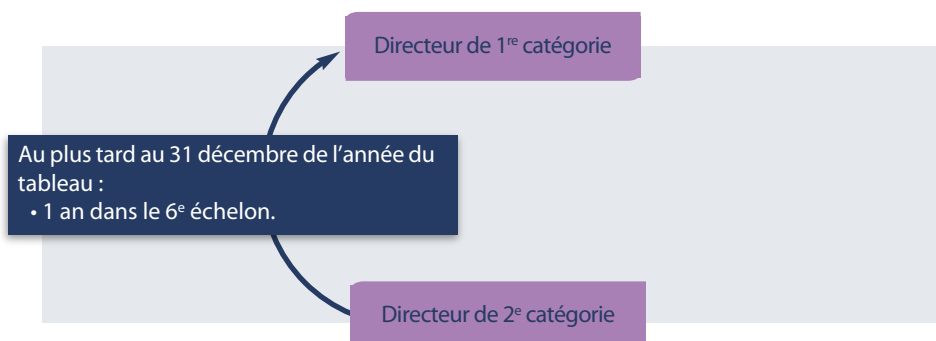 Directeur de 1re catégorie
Au plus tard au 31 décembre de l’année du
tableau :
• 1 an dans le 6e échelon.
Directeur de 2e catégorie